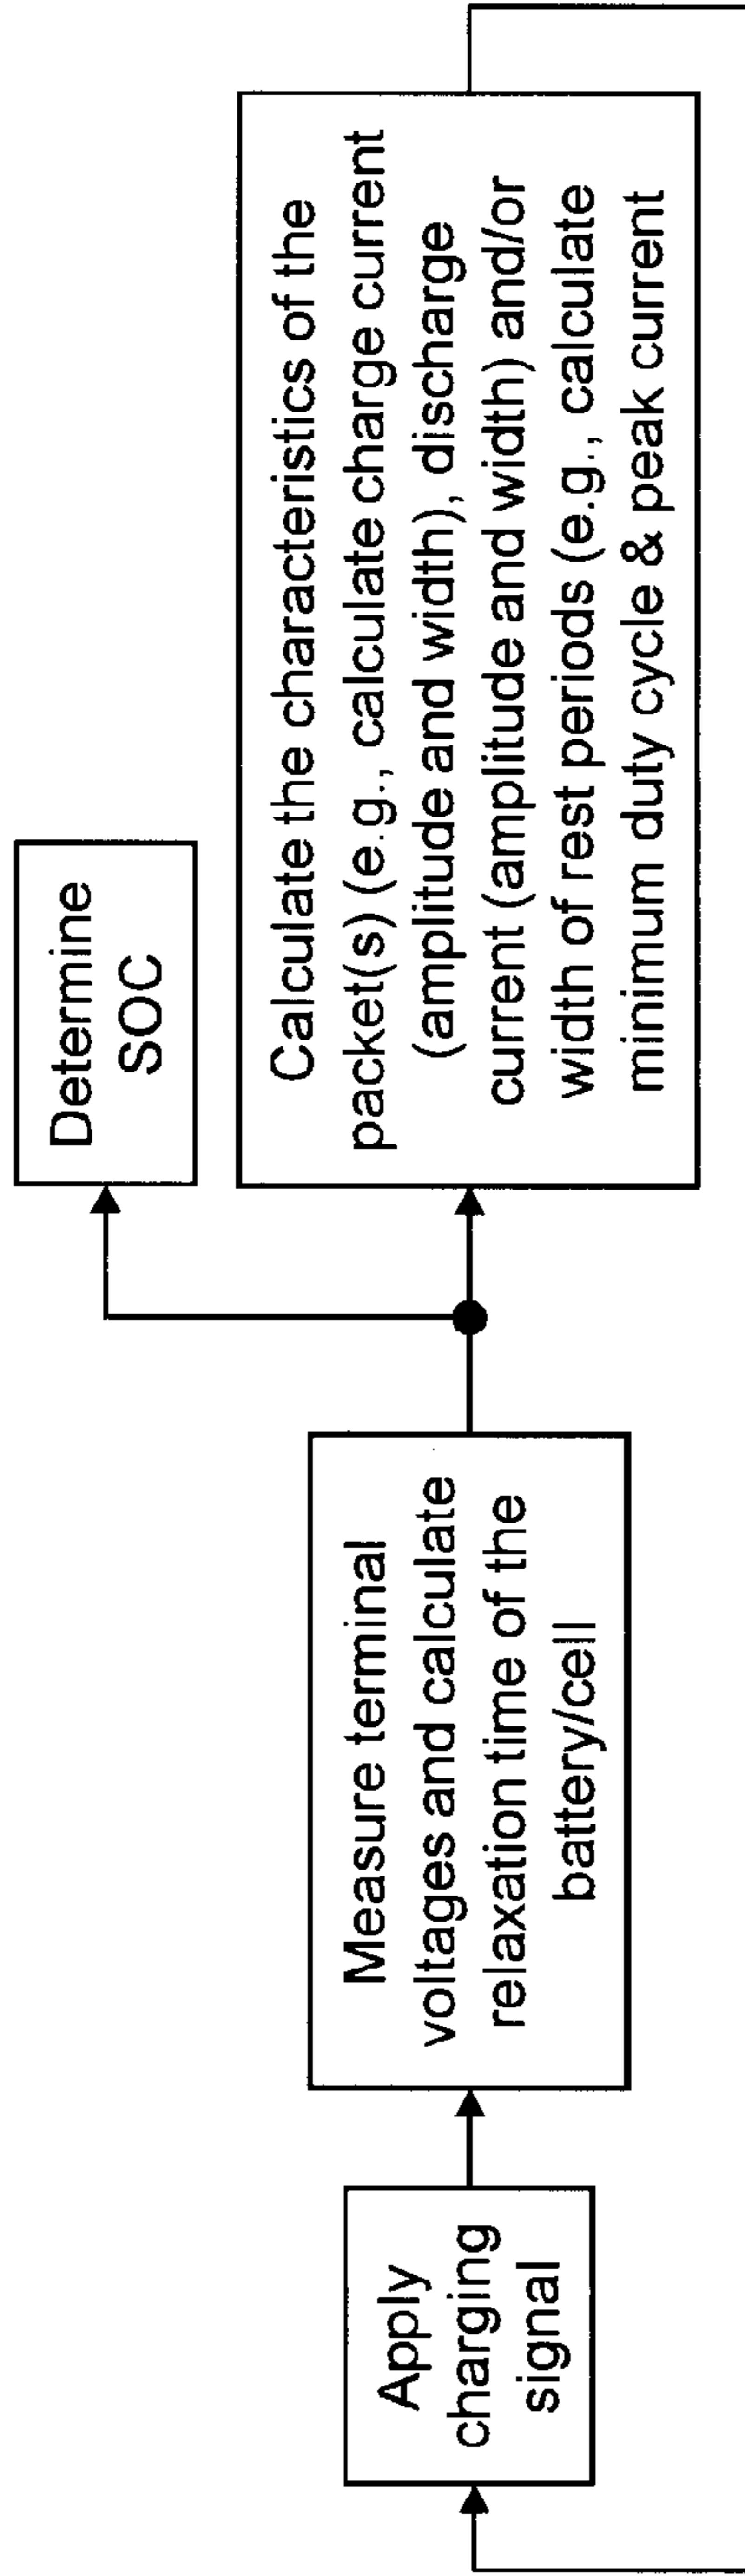 Apply
charging
signal
Measure terminal
voltages and calculate
relaxation time of the
battery/cell
Determine
SOC
Calculate the characteristics of the
packet(s) (e.g., calculate charge current
(amplitude and width), discharge
current (amplitude and width) and/or
width of rest periods (e.g., calculate
minimum duty cycle & peak current